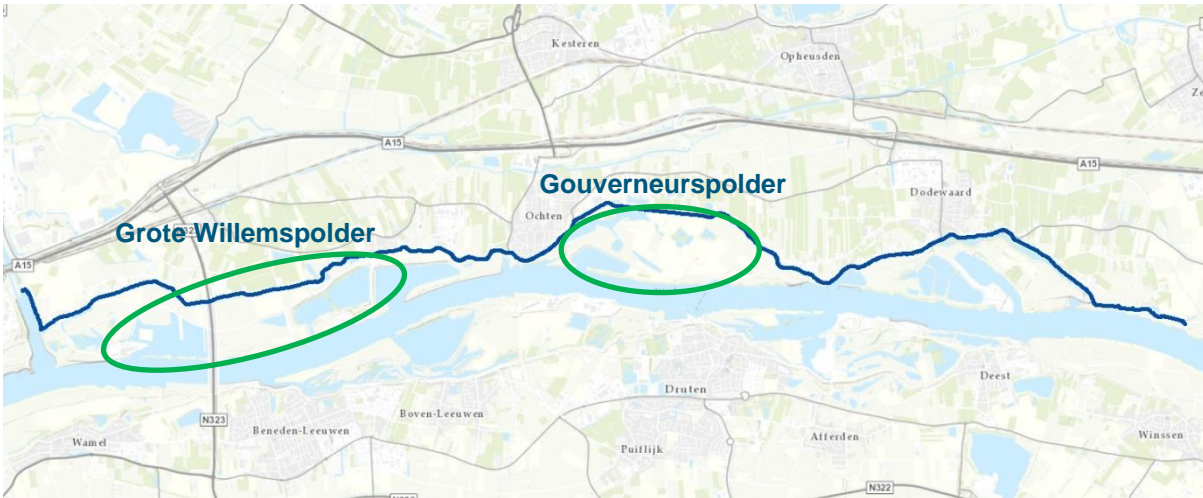 Kesteren
Opheusden
Ze
A15
A15
Gouverneurspolder
Dodewaard
Ochten
Grote Willemspolder
A15
Druten
Deest
N323
Boven-Leeuwen
Beneden-Leeuwen
Wamel
Afferden
Winssen
Puiflijk
N322